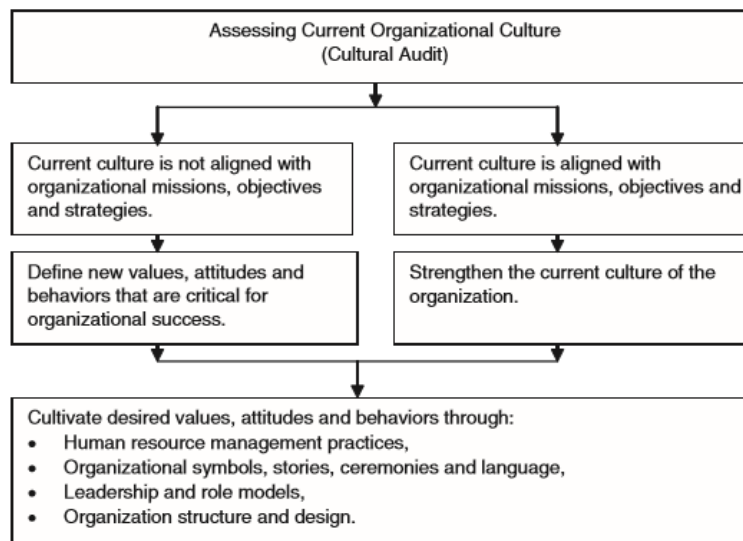 Assessing Current Organizational Culture
(Cultural Audit)
Current culture is not aligned with
organizational missions, objectives
and strategies.
Current culture is aligned with
organizational missions, objectives and
strategies.
Define new values, attitudes and
behaviors that are critical for
organizational success.
Strengthen the current culture of the
organization.
Cultivate desired values, attitudes and behaviors through:
• Human resource management practices,
• Organizational symbols, stories, ceremonies and language,
• Leadership and role models,
• Organization structure and design.